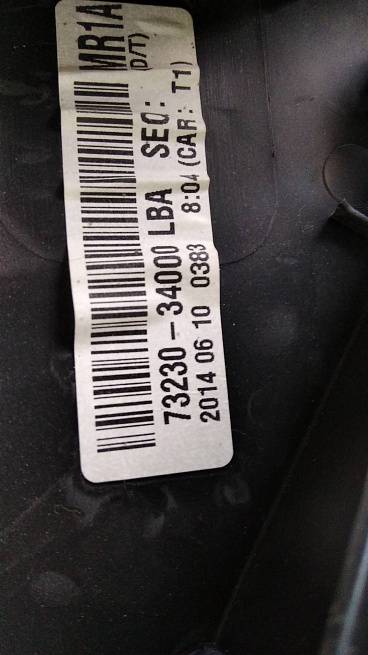 MR1A
(D/T)
73230-34000 LBA SEQ:
2014 06 10 0383 8:04 (CAR: T1)